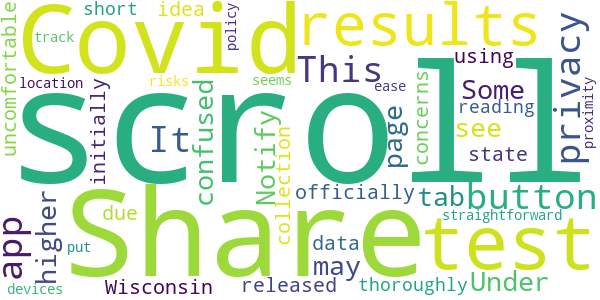 Covid results
short idea
track policy
uncomfortable
This using
location risks seems ease
scroll
initially It confused concerns page Some privacy
reading proximity
see
state
Notify collection
app higher Share officially tab button
straightforward
due data test
put may
devices Wisconsin released thoroughly Under